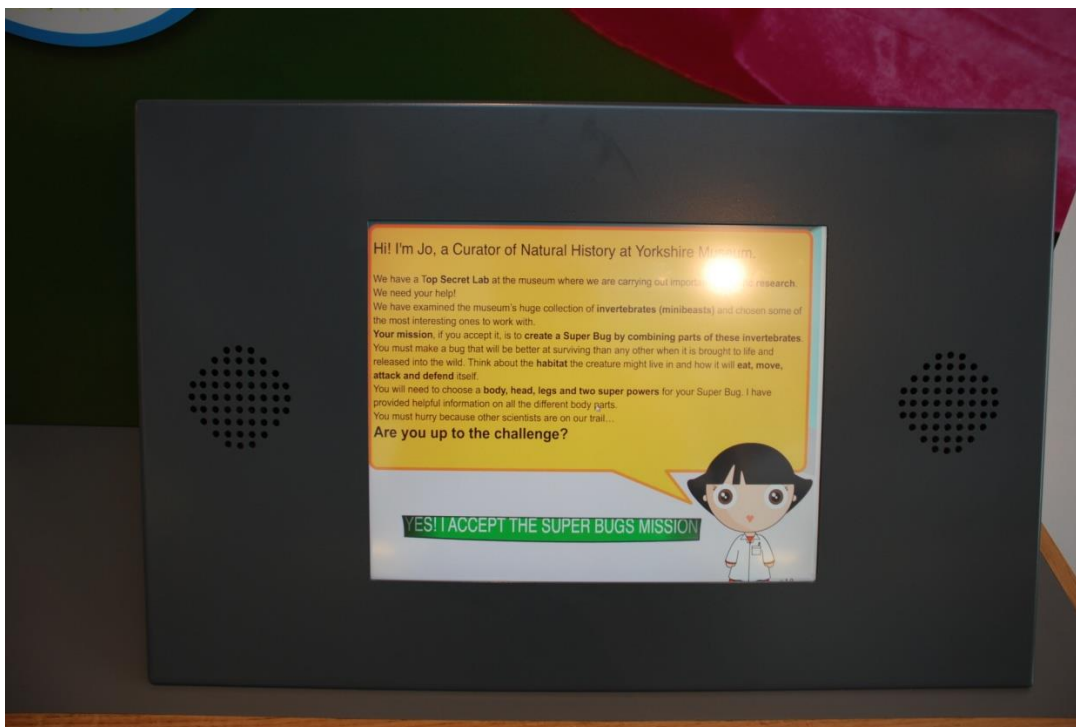 Hi! I'm Jo, a Curator of Natural History at Yorkshire Museum.
We have a Top Secret Lab at the museum where we are carrying out research.
We need your help!
We have examined the museum's huge collection of invertebrates (minibeasts) and chosen some of
the most interesting ones to work with.
Your mission, if you accept it, is to create a Super Bug by combining parts of these invertebrates.
You must make a bug that will be better at surviving than any other when it is brought to life and
released into the wild. Think about the habitat the creature might live in and how it will eat, move,
attack and defend itself.
You will need to choose a body, head, legs and two super powers for your Super Bug. I have
provided helpful information on all the different body parts.
You must hurry because other scientists are on our trail...
Are you up to the challenge?
YES! I ACCEPT THE SUPER BUGS MISSION